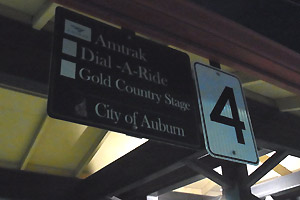 Amtrak
Dial -A-Ride
Gold Country Stage
City of Auburn
4